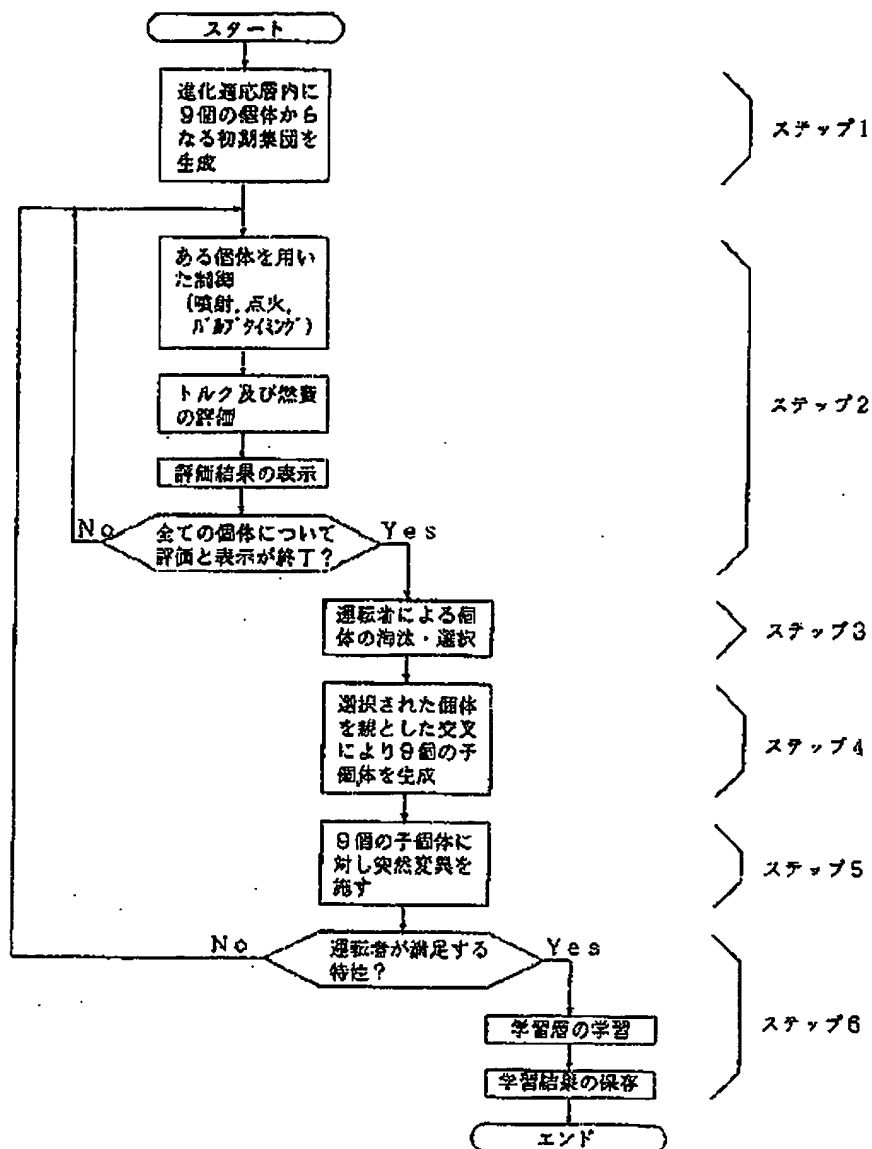 スタート
進化適応層内に
9個の個体から
なる初期集団を
生成
ステップ1
ある個体を用い
た制御
(噴射,点火,
バルブタイミング)
トルク及び燃費
の評価
評価結果の表示
ステップ2
No
全ての個体について
評価と表示が終了?
Yes
運転者による個
体の淘汰・選択
ステップ3
選択された個体
を親とした交叉
により9個の子
個体を生成
ステップ4
9個の子個体に
対し突然変異を
施す
ステップ5
No
運転者が満足する
特性?
Yes
学習層の学習
ステップ6
学習結果の保存
エンド